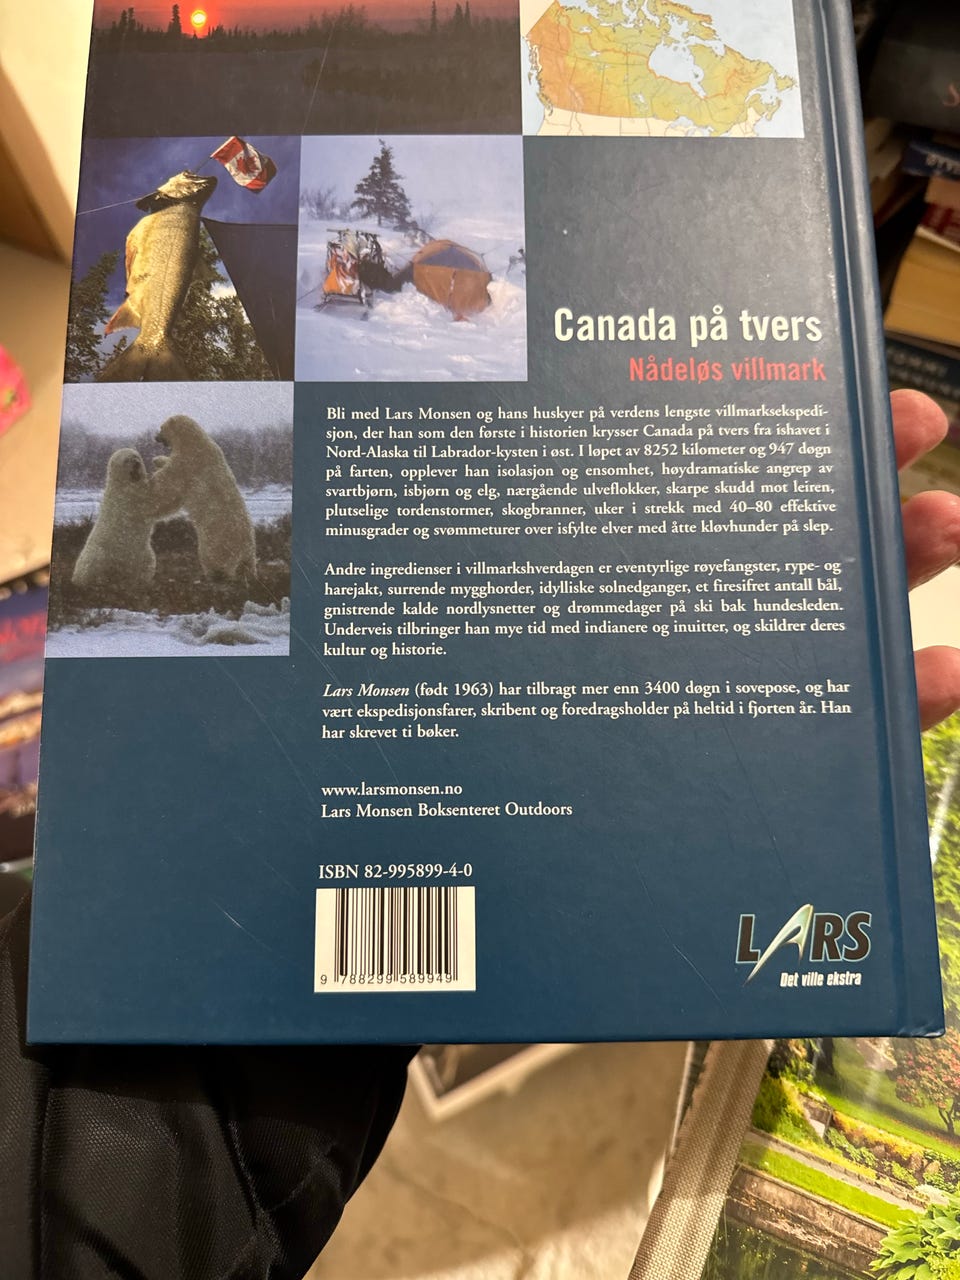 Canada på tvers
Nådeløs villmark
Bli med Lars Monsen og hans huskyer på verdens lengste villmarksekspedi-
sjon, der han som den første i historien krysser Canada på tvers fra ishavet i
Nord-Alaska til Labrador-kysten i øst. I løpet av 8252 kilometer og 947 døgn
på farten, opplever han isolasjon og ensomhet, høydramatiske angrep av
svartbjørn, isbjørn og elg, nærgående ulveflokker, skarpe skudd mot leiren,
plutselige tordenstormer, skogbranner, uker i strekk med 40–80 effektive
minusgrader og svømmeturer over isfylte elver med åtte kløvhunder på slep.
Andre ingredienser i villmarkshverdagen er eventyrlige røyefangster, rype- og
harejakt, surrende mygghorder, idylliske solnedganger, et firesifret antall bål,
gnistrende kalde nordlysnetter og drømmedager på ski bak hundesleden.
Underveis tilbringer han mye tid med indianere og inuitter, og skildrer deres
kultur og historie.
Lars Monsen (født 1963) har tilbragt mer enn 3400 døgn i sovepose, og har
vært ekspedisjonsfarer, skribent og foredragsholder på heltid i fjorten år. Han
har skrevet ti bøker.
www.larsmonsen.no
Lars Monsen Boksenteret Outdoors
ISBN 82-995899-4-0
9 788299 589949
LARS
Det ville ekstra